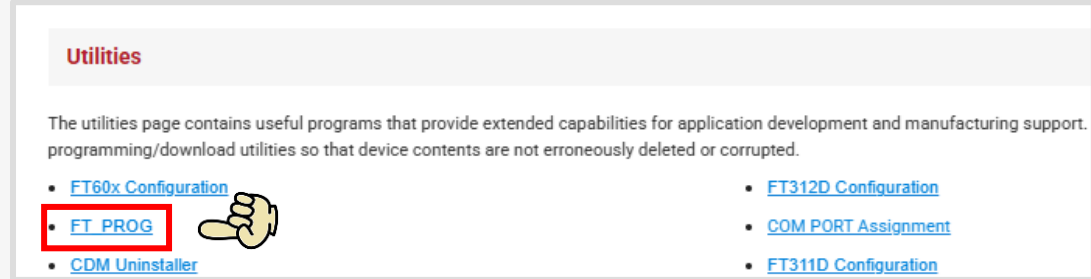 Utilities
The utilities page contains useful programs that provide extended capabilities for application development and manufacturing support.
programming/download utilities so that device contents are not erroneously deleted or corrupted.
FT60x Configuration
FT_PROG
CDM Uninstaller
FT312D Configuration
COM PORT Assignment
FT311D Configuration